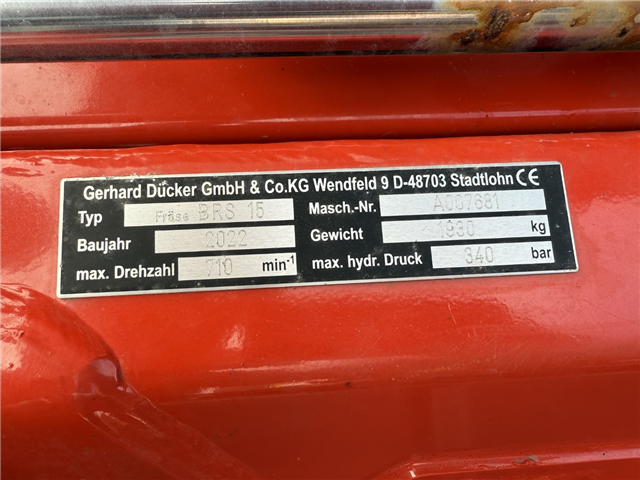 Gerhard Dücker GmbH & Co.KG Wendfeld 9 D-48703 Stadtlohn CE
Typ Fräse BRS 15 Masch.-Nr. A007681
Baujahr 2022 Gewicht 1930 kg
max. Drehzahl 710 min-1 max. hydr. Druck 340 bar